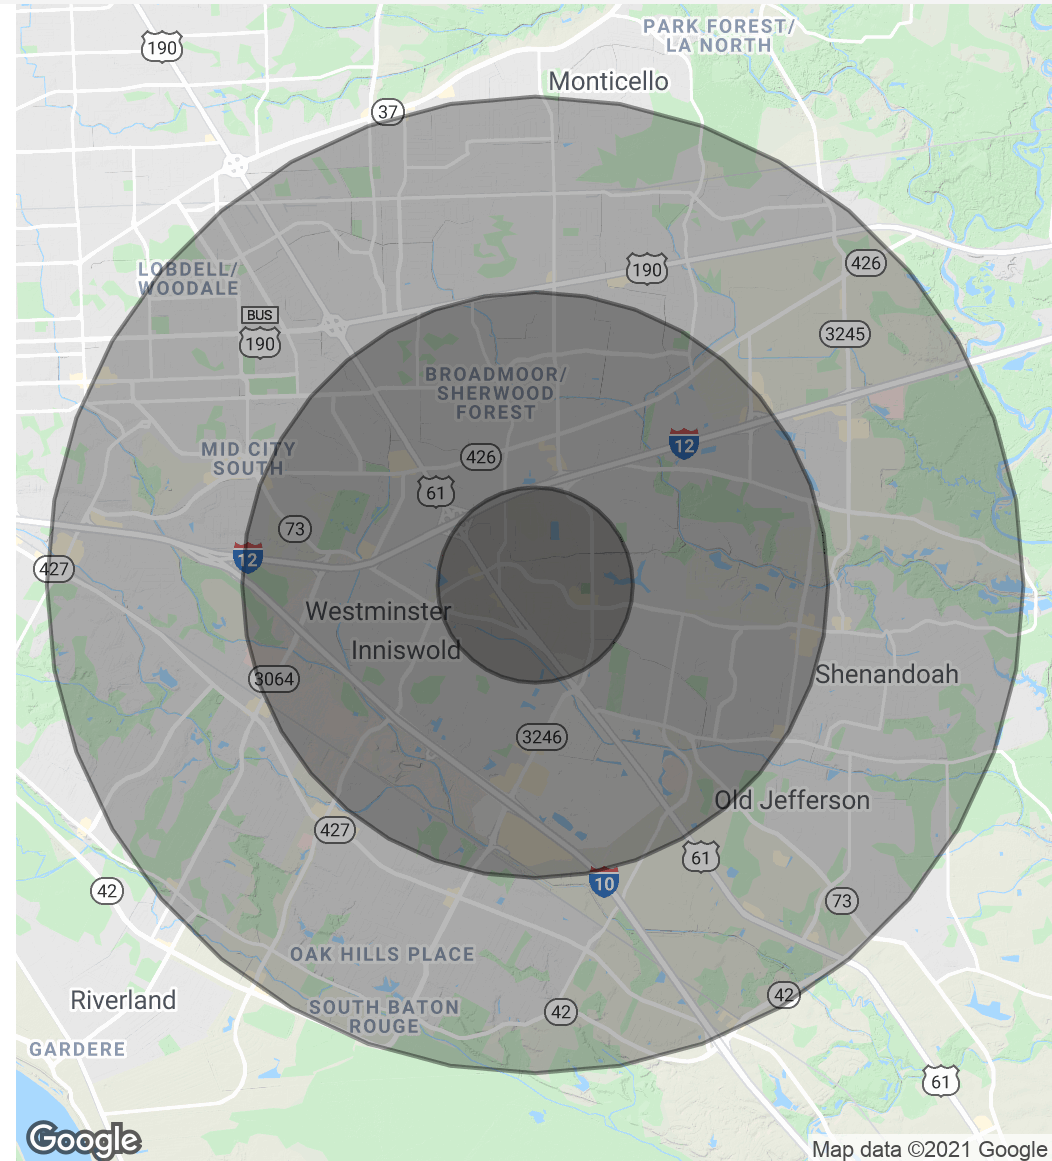 PARK FOREST/
LA NORTH
190
Monticello
37
LOBDELL/
WOODALE
190
426
BUS
190
3245
BROADMOOR/
SHERWOOD
FOREST
MID CITY
SOUTH
426
12
61
73
12
427
Westminster
Inniswold
3064
Shenandoah
3246
Old Jefferson
427
61
10
42
73
OAK HILLS PLACE
Riverland
SOUTH BATON
ROUGE
42
42
GARDERE
61
Google
Map data ©2021 Google